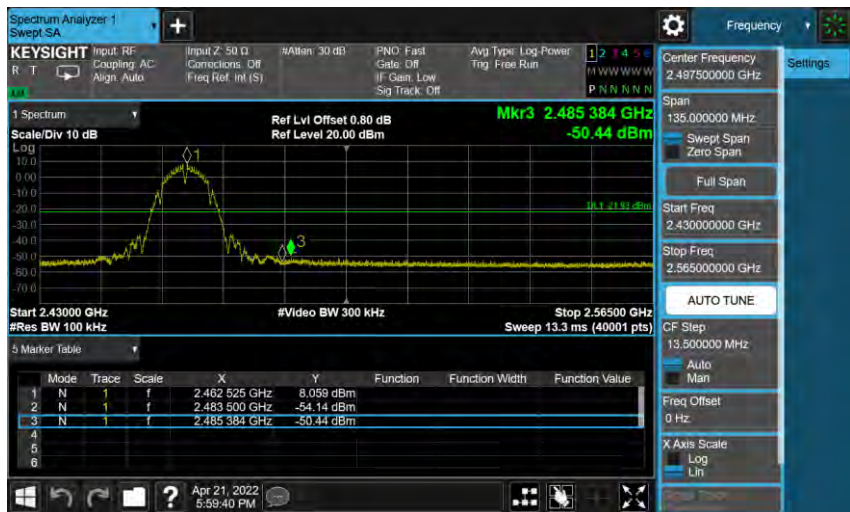 Spectrum Analyzer 1
Swept SA
+
Frequency
KEYSIGHT
R T
Input: RF
Coupling: AC
Align: Auto
Input Z: 50 Ω
Corrections: Off
Freq Ref: Int (S)
#Atten: 30 dB
PNO: Fast
Gate: Off
IF Gain: Low
Sig Track: Off
Avg Type: Log-Power
Trig: Free Run
1 2 3 4 5 6
M W W W W W
P N N N N N
Center Frequency
2.497500000 GHz
Settings
Span
135.000000 MHz
Swept Span
Zero Span
Full Span
Start Freq
2.430000000 GHz
Stop Freq
2.565000000 GHz
AUTO TUNE
CF Step
13.500000 MHz
Auto
Man
Freq Offset
0 Hz
X Axis Scale
Log
Lin
1 Spectrum
Scale/Div 10 dB
Ref Lvl Offset 0.80 dB
Ref Level 20.00 dBm
Mkr3 2.485 384 GHz
-50.44 dBm
Log
10.0
0.00
-10.0
-20.0
-30.0
-40.0
-50.0
-60.0
-70.0
1
3
DL1 -21.93 dBm
Start 2.43000 GHz
#Video BW 300 kHz
Stop 2.56500 GHz
#Res BW 100 kHz
Sweep 13.3 ms (40001 pts)
5 Marker Table
Mode Trace Scale X Y Function Function Width Function Value
1 N 1 f 2.462 525 GHz 8.059 dBm
2 N 1 f 2.483 500 GHz -54.14 dBm
3 N 1 f 2.485 384 GHz -50.44 dBm
4
5
6
?
Apr 21, 2022
5:59:40 PM